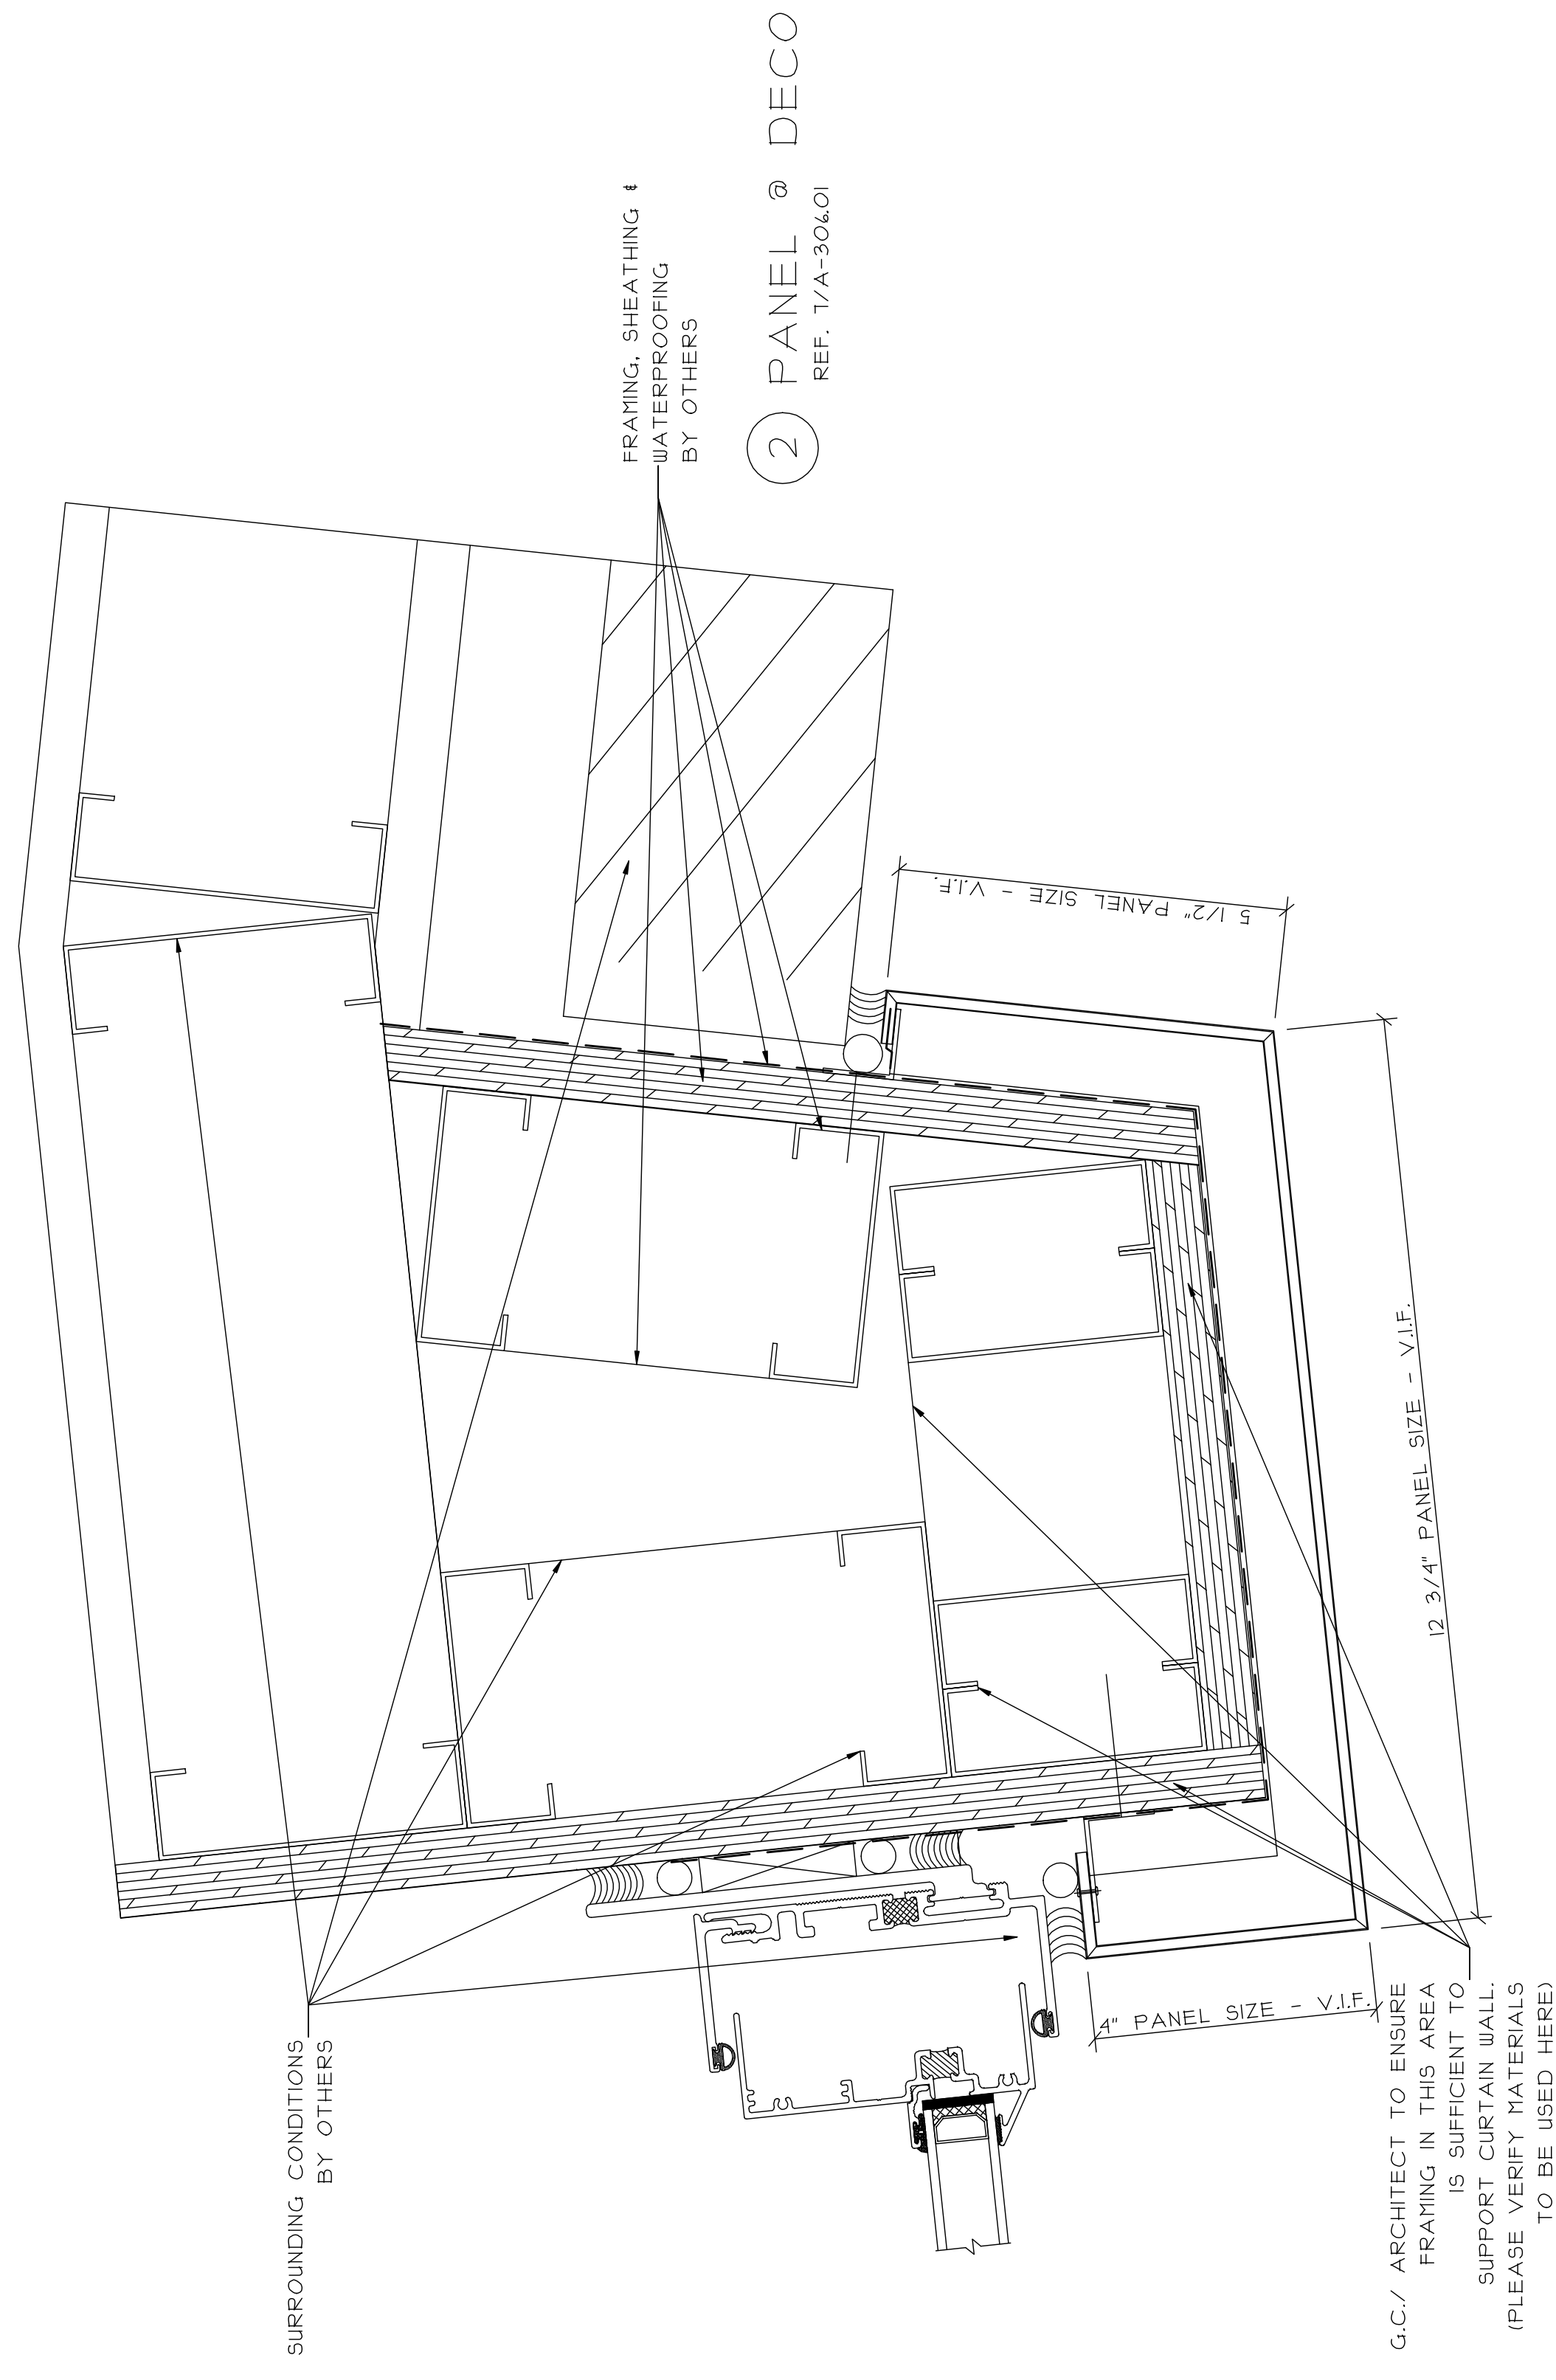 FRAMING, SHEATHING &
WATERPROOFING
BY OTHERS
2
PANEL @ DECO
REF. 7/A-306.01
5 1/2" PANEL SIZE - V.I.F.
12 3/4" PANEL SIZE - V.I.F.
4" PANEL SIZE - V.I.F.
SURROUNDING CONDITIONS
BY OTHERS
G.C./ ARCHITECT TO ENSURE
FRAMING IN THIS AREA
IS SUFFICIENT TO
SUPPORT CURTAIN WALL.
(PLEASE VERIFY MATERIALS
TO BE USED HERE)